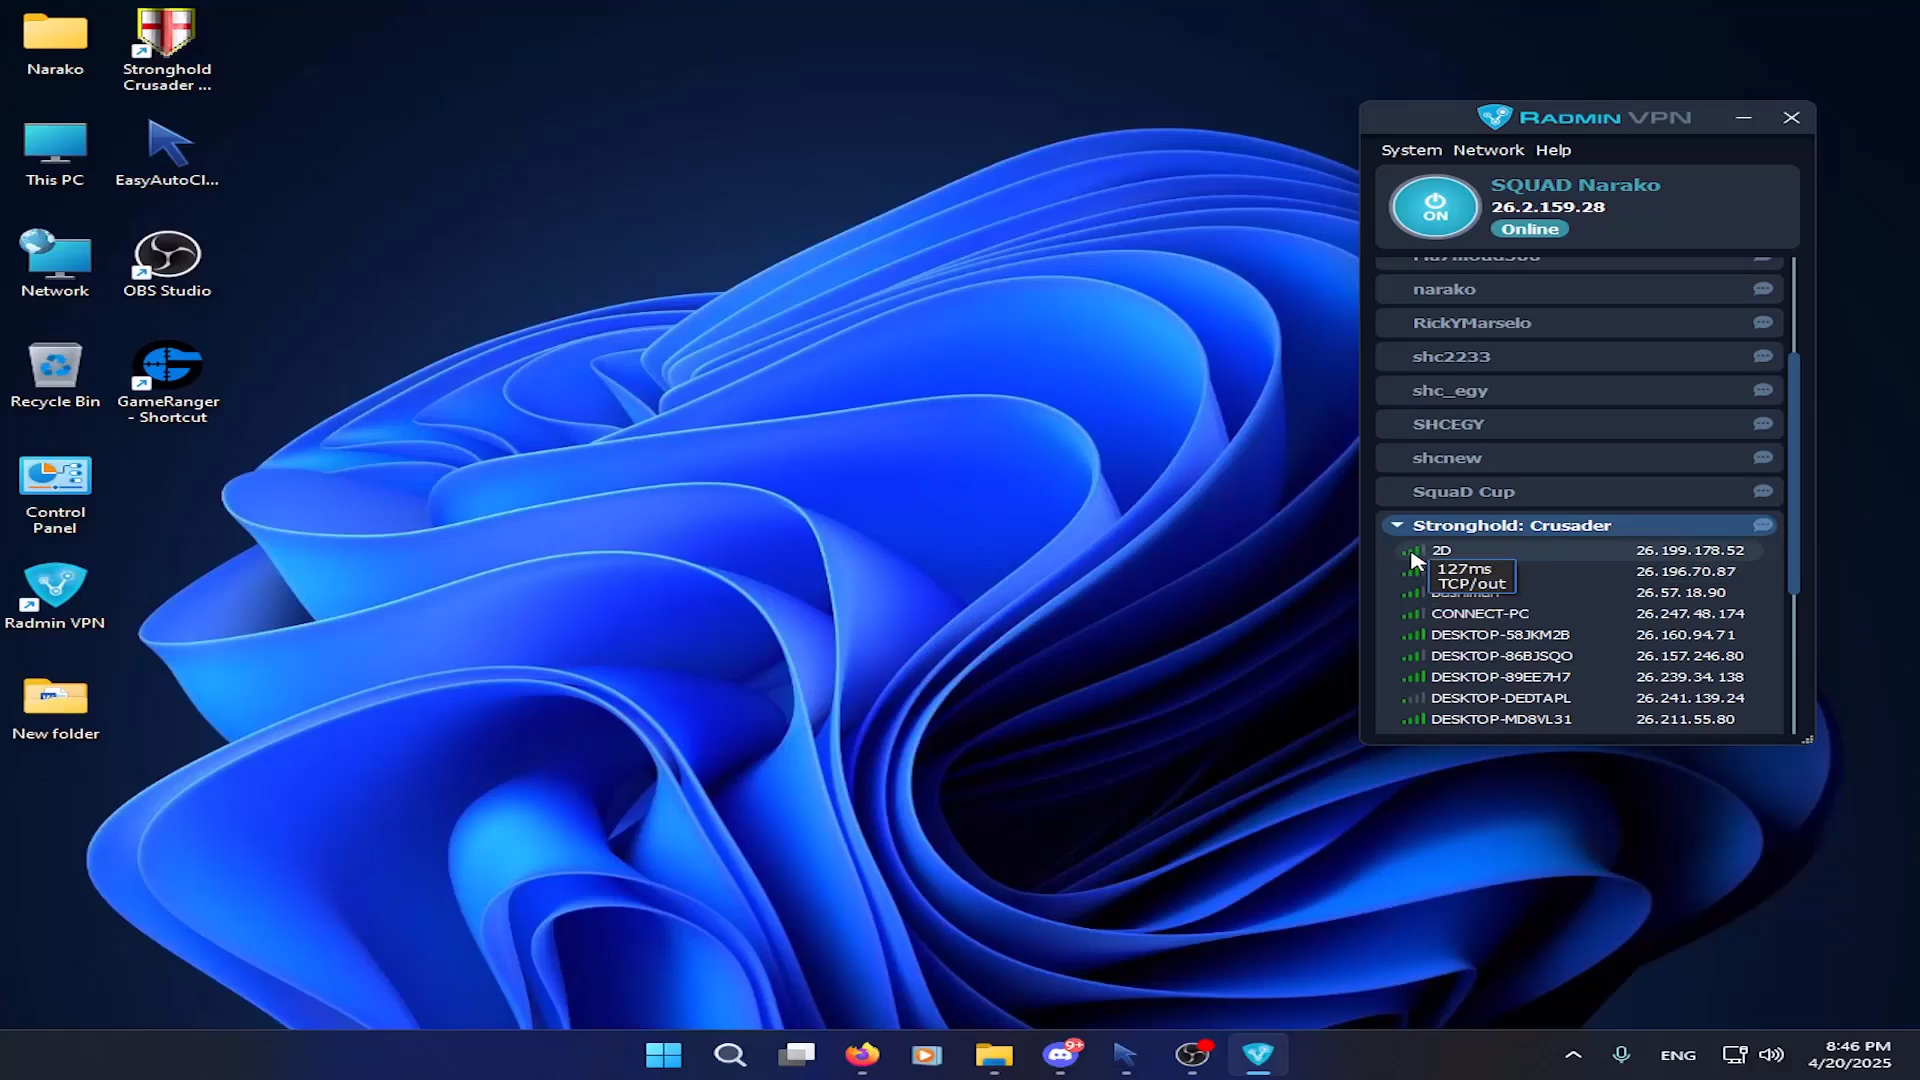 Narako
Stronghold
Crusader ...
This PC
EasyAutoCl...
Network
OBS Studio
Recycle Bin
GameRanger
- Shortcut
Control
Panel
Radmin VPN
New folder
RADMIN VPN
System Network Help
ON
SQUAD Narako
26.2.159.28
Online
narako
RickYMarselo
shc2233
shc_egy
SHCEGY
shcnew
SquaD Cup
Stronghold: Crusader
2D 26.199.178.52
127ms
TCP/out
26.196.70.87
26.57.18.90
CONNECT-PC 26.247.48.174
DESKTOP-58JKM2B 26.160.94.71
DESKTOP-86BJSQO 26.157.246.80
DESKTOP-89EE7H7 26.239.34.138
DESKTOP-DEDTAPL 26.241.139.24
DESKTOP-MD8VL31 26.211.55.80
9+
ENG
8:46 PM
4/20/2025